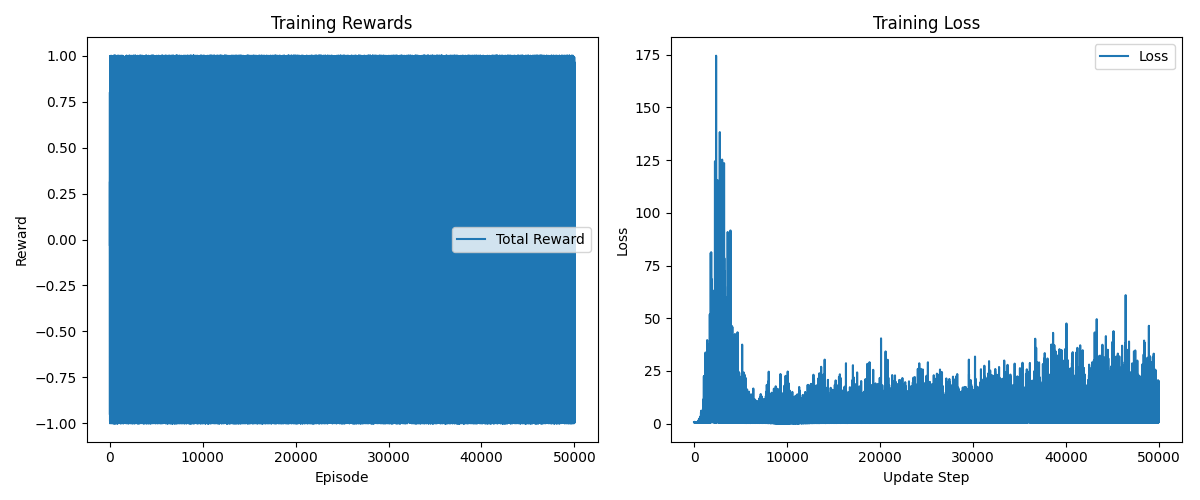 Training Rewards
1.00
0.75
0.50
0.25
0.00
−0.25
−0.50
−0.75
−1.00
Reward
Total Reward
0 10000 20000 30000 40000 50000
Episode
Training Loss
175
150
125
100
75
50
25
0
Loss
Loss
0 10000 20000 30000 40000 50000
Update Step